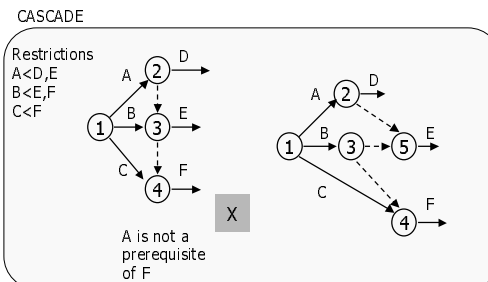 CASCADE
Restrictions
A<D,E
B<E,F
C<F
A
B
C
D
E
F
1
2
3
4
A is not a
prerequisite
of F
X
A
B
C
D
E
F
1
2
3
5
4